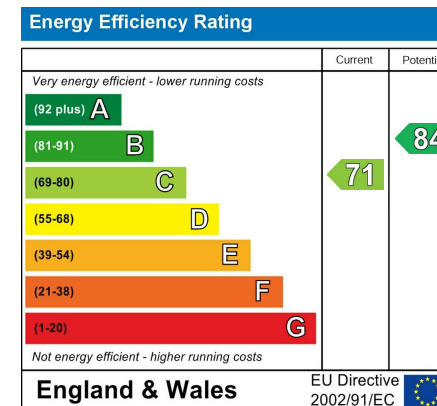 Energy Efficiency Rating
Current
Very energy efficient - lower running costs
(92 plus) A
(81-91) B
84
(69-80) C
71
(55-68) D
(39-54) E
(21-38) F
(1-20) G
Not energy efficient - higher running costs
England & Wales
EU Directive
2002/91/EC